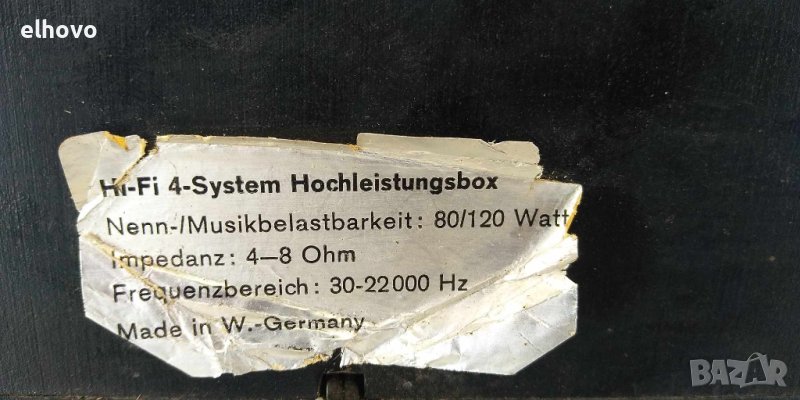 elhovo
Hi-Fi 4-System Hochleistungsbox
Nenn-/Musikbelastbarkeit: 80/120 Watt
Impedanz: 4—8 Ohm
Frequenzbereich: 30-22000 Hz
Made in W.-Germany
BAZAR